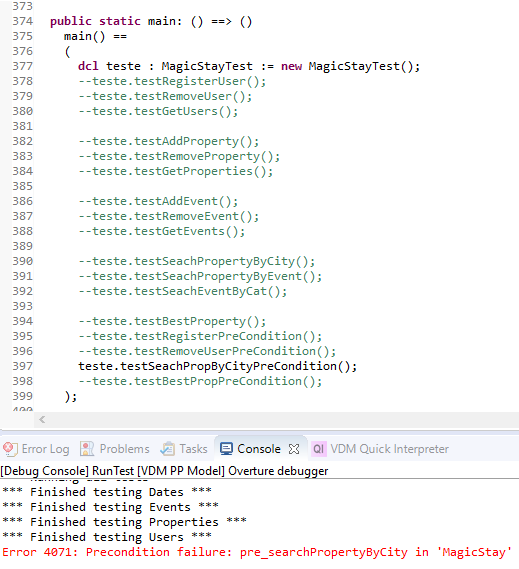 373
374 public static main: () ==> ()
375 main() ==
376 (
377 dcl teste : MagicStayTest := new MagicStayTest();
378 --teste.testRegisterUser();
379 --teste.testRemoveUser();
380 --teste.testGetUsers();
381
382 --teste.testAddProperty();
383 --teste.testRemoveProperty();
384 --teste.testGetProperties();
385
386 --teste.testAddEvent();
387 --teste.testRemoveEvent();
388 --teste.testGetEvents();
389
390 --teste.testSeachPropertyByCity();
391 --teste.testSeachPropertyByEvent();
392 --teste.testSeachEventByCat();
393
394 --teste.testBestProperty();
395 --teste.testRegisterPreCondition();
396 --teste.testRemoveUserPreCondition();
397 teste.testSeachPropByCityPreCondition();
398 --teste.testBestPropPreCondition();
399 );
Error Log Problems Tasks Console QI VDM Quick Interpreter
[Debug Console] RunTest [VDM PP Model] Overture debugger
*** Finished testing Dates ***
*** Finished testing Events ***
*** Finished testing Properties ***
*** Finished testing Users ***
Error 4071: Precondition failure: pre_searchPropertyByCity in 'MagicStay'